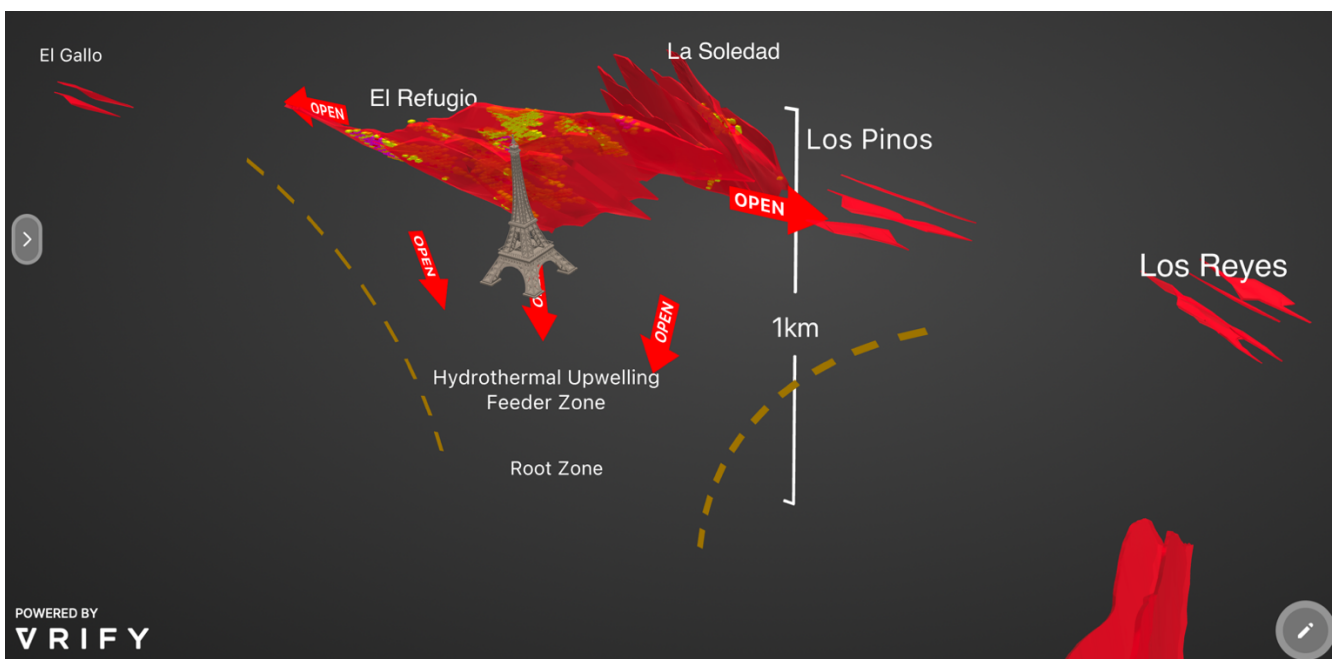 El Gallo
La Soledad
OPEN
El Refugio
Los Pinos
OPEN
OPEN
Los Reyes
OPEN
1km
Hydrothermal Upwelling
Feeder Zone
Root Zone
POWERED BY
VRIFY